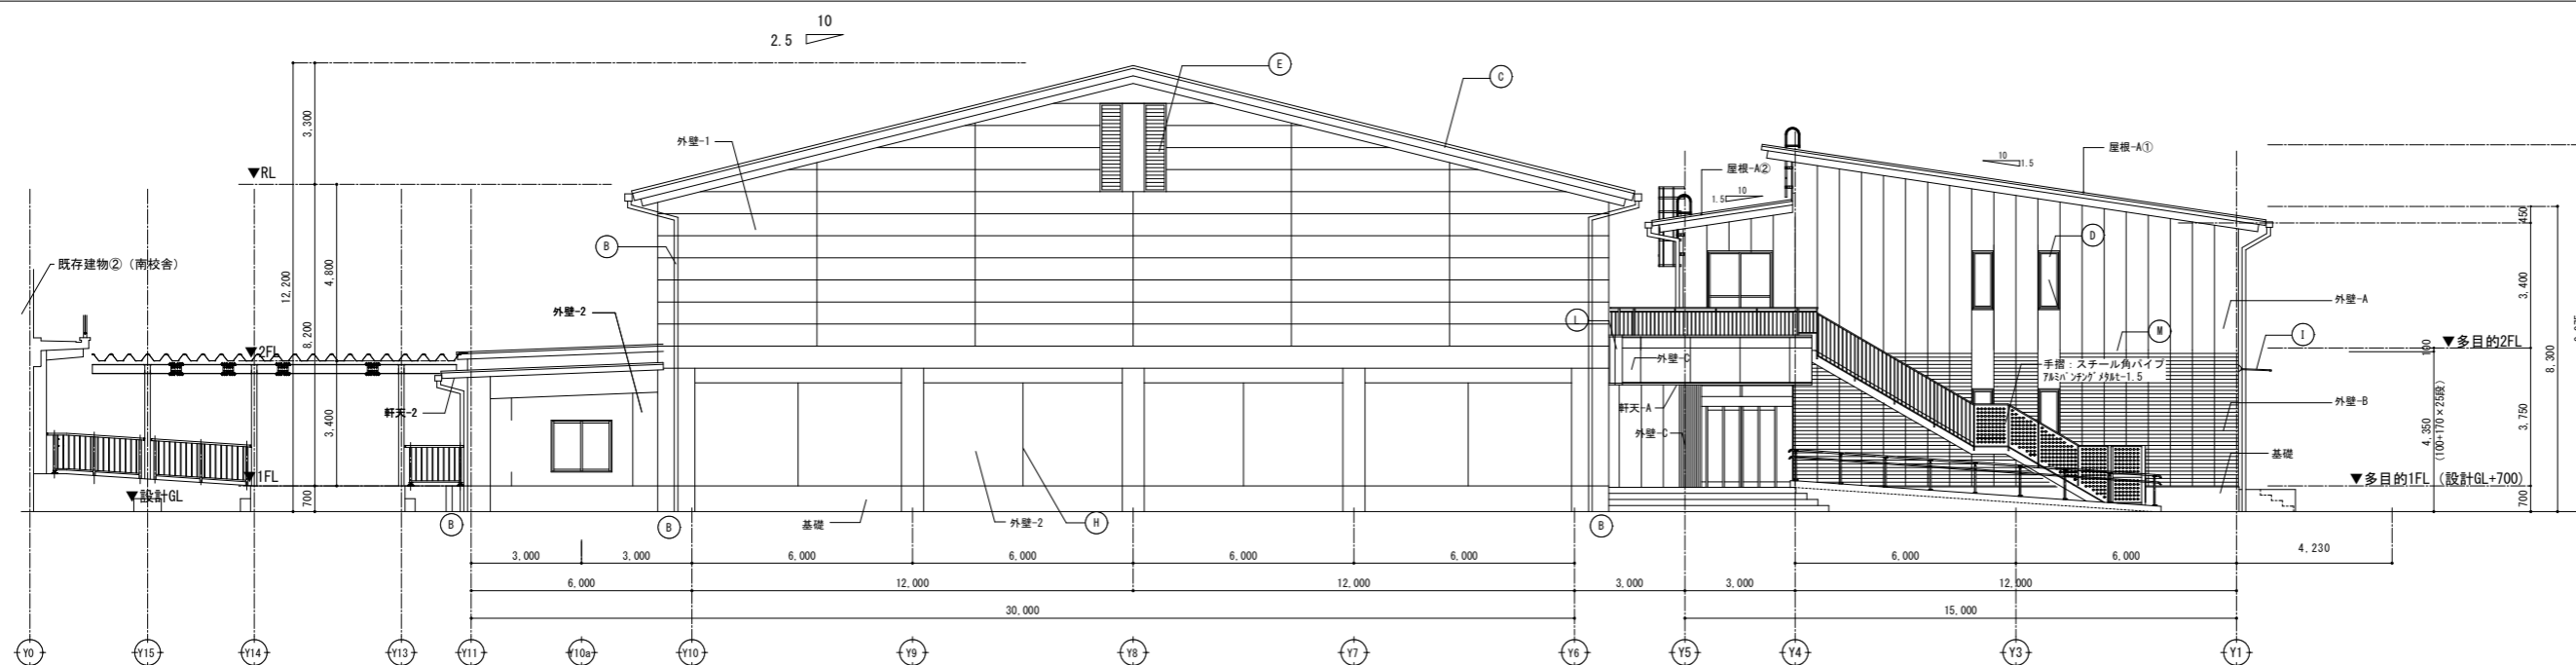 10
2.5
E
C
外壁-1
屋根-A①
10
1.5
▼RL
屋根-A②
10
1.5
3,300
450
B
D
既存建物②（南校舎）
4,800
12,200
3,400
外壁-A
外壁-2
8,200
L
M
I
▼2FL
外壁-C
100
▼多目的2FL
手摺：スチール角パイプ
アルミパンチングメタルt-1.5
8,300
軒天-2
軒天-A
外壁-B
3,400
外壁-C
4,350
(100+170×25段)
3,750
基礎
▼1FL
▼多目的1FL（設計GL+700）
▼設計GL
700
700
B
B
基礎
外壁-2
H
B
3,000
3,000
6,000
6,000
6,000
6,000
6,000
6,000
4,230
6,000
12,000
12,000
3,000
3,000
12,000
30,000
15,000
Y0
Y15
Y14
Y13
Y11
Y10a
Y10
Y9
Y8
Y7
Y6
Y5
Y4
Y3
Y1